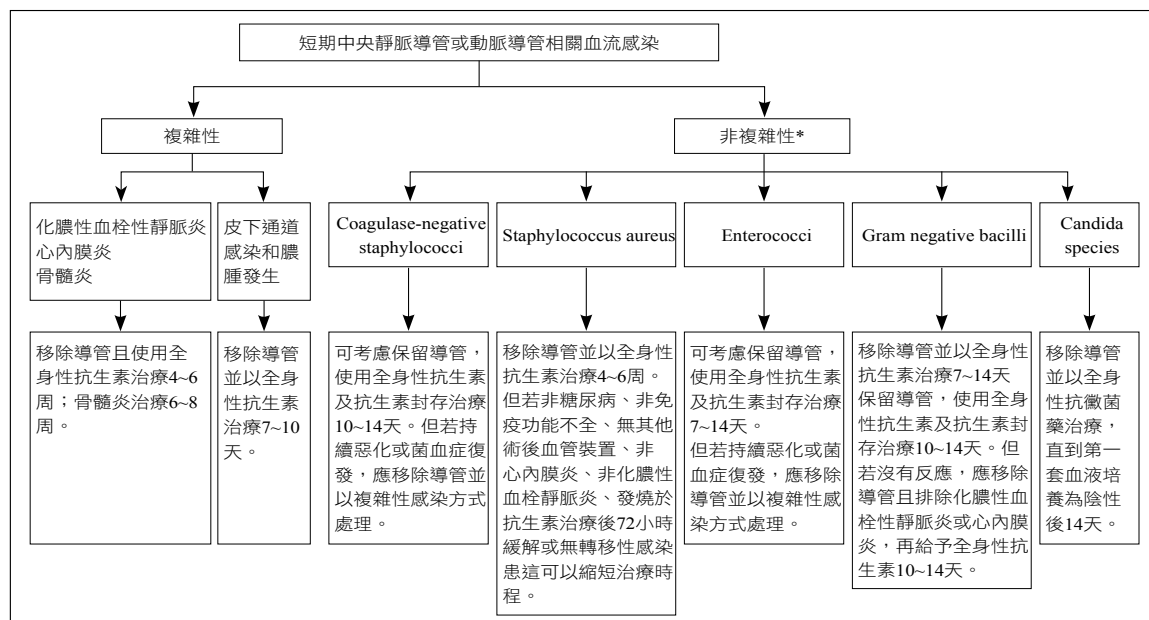 短期中央靜脈導管或動脈導管相關血流感染
複雜性
非複雜性*
化膿性血栓性靜脈炎
心內膜炎
骨髓炎
皮下通道
感染和膿
腫發生
Coagulase-negative
staphylococci
Staphylococcus aureus
Enterococci
Gram negative bacilli
Candida
species
移除導管且使用全
身性抗生素治療4~6
周；骨髓炎治療6~8
周。
移除導管
並以全身
性抗生素
治療7~10
天。
可考慮保留導管，
使用全身性抗生素
及抗生素封存治療
10~14天。但若持
續惡化或菌血症復
發，應移除導管並
以複雜性感染方式
處理。
移除導管並以全身性
抗生素治療4~6周。
但若非糖尿病、非免
疫功能不全、無其他
術後血管裝置、非
心內膜炎、非化膿性
血栓靜脈炎、發燒於
抗生素治療後72小時
緩解或無轉移性感染
患這可以縮短治療時
程。
可考慮保留導管，
使用全身性抗生素
及抗生素封存治療
7~14天。
但若持續惡化或菌
血症復發，應移除
導管並以複雜性感
染方式處理。
移除導管並以全身性
抗生素治療7~14天
保留導管，使用全身
性抗生素及抗生素封
存治療10~14天。但
若沒有反應，應移除
導管且排除化膿性血
栓性靜脈炎或心內膜
炎，再給予全身性抗
生素10~14天。
移除導管
並以全身
性抗黴菌
藥治療，
直到第一
套血液培
養為陰性
後14天。